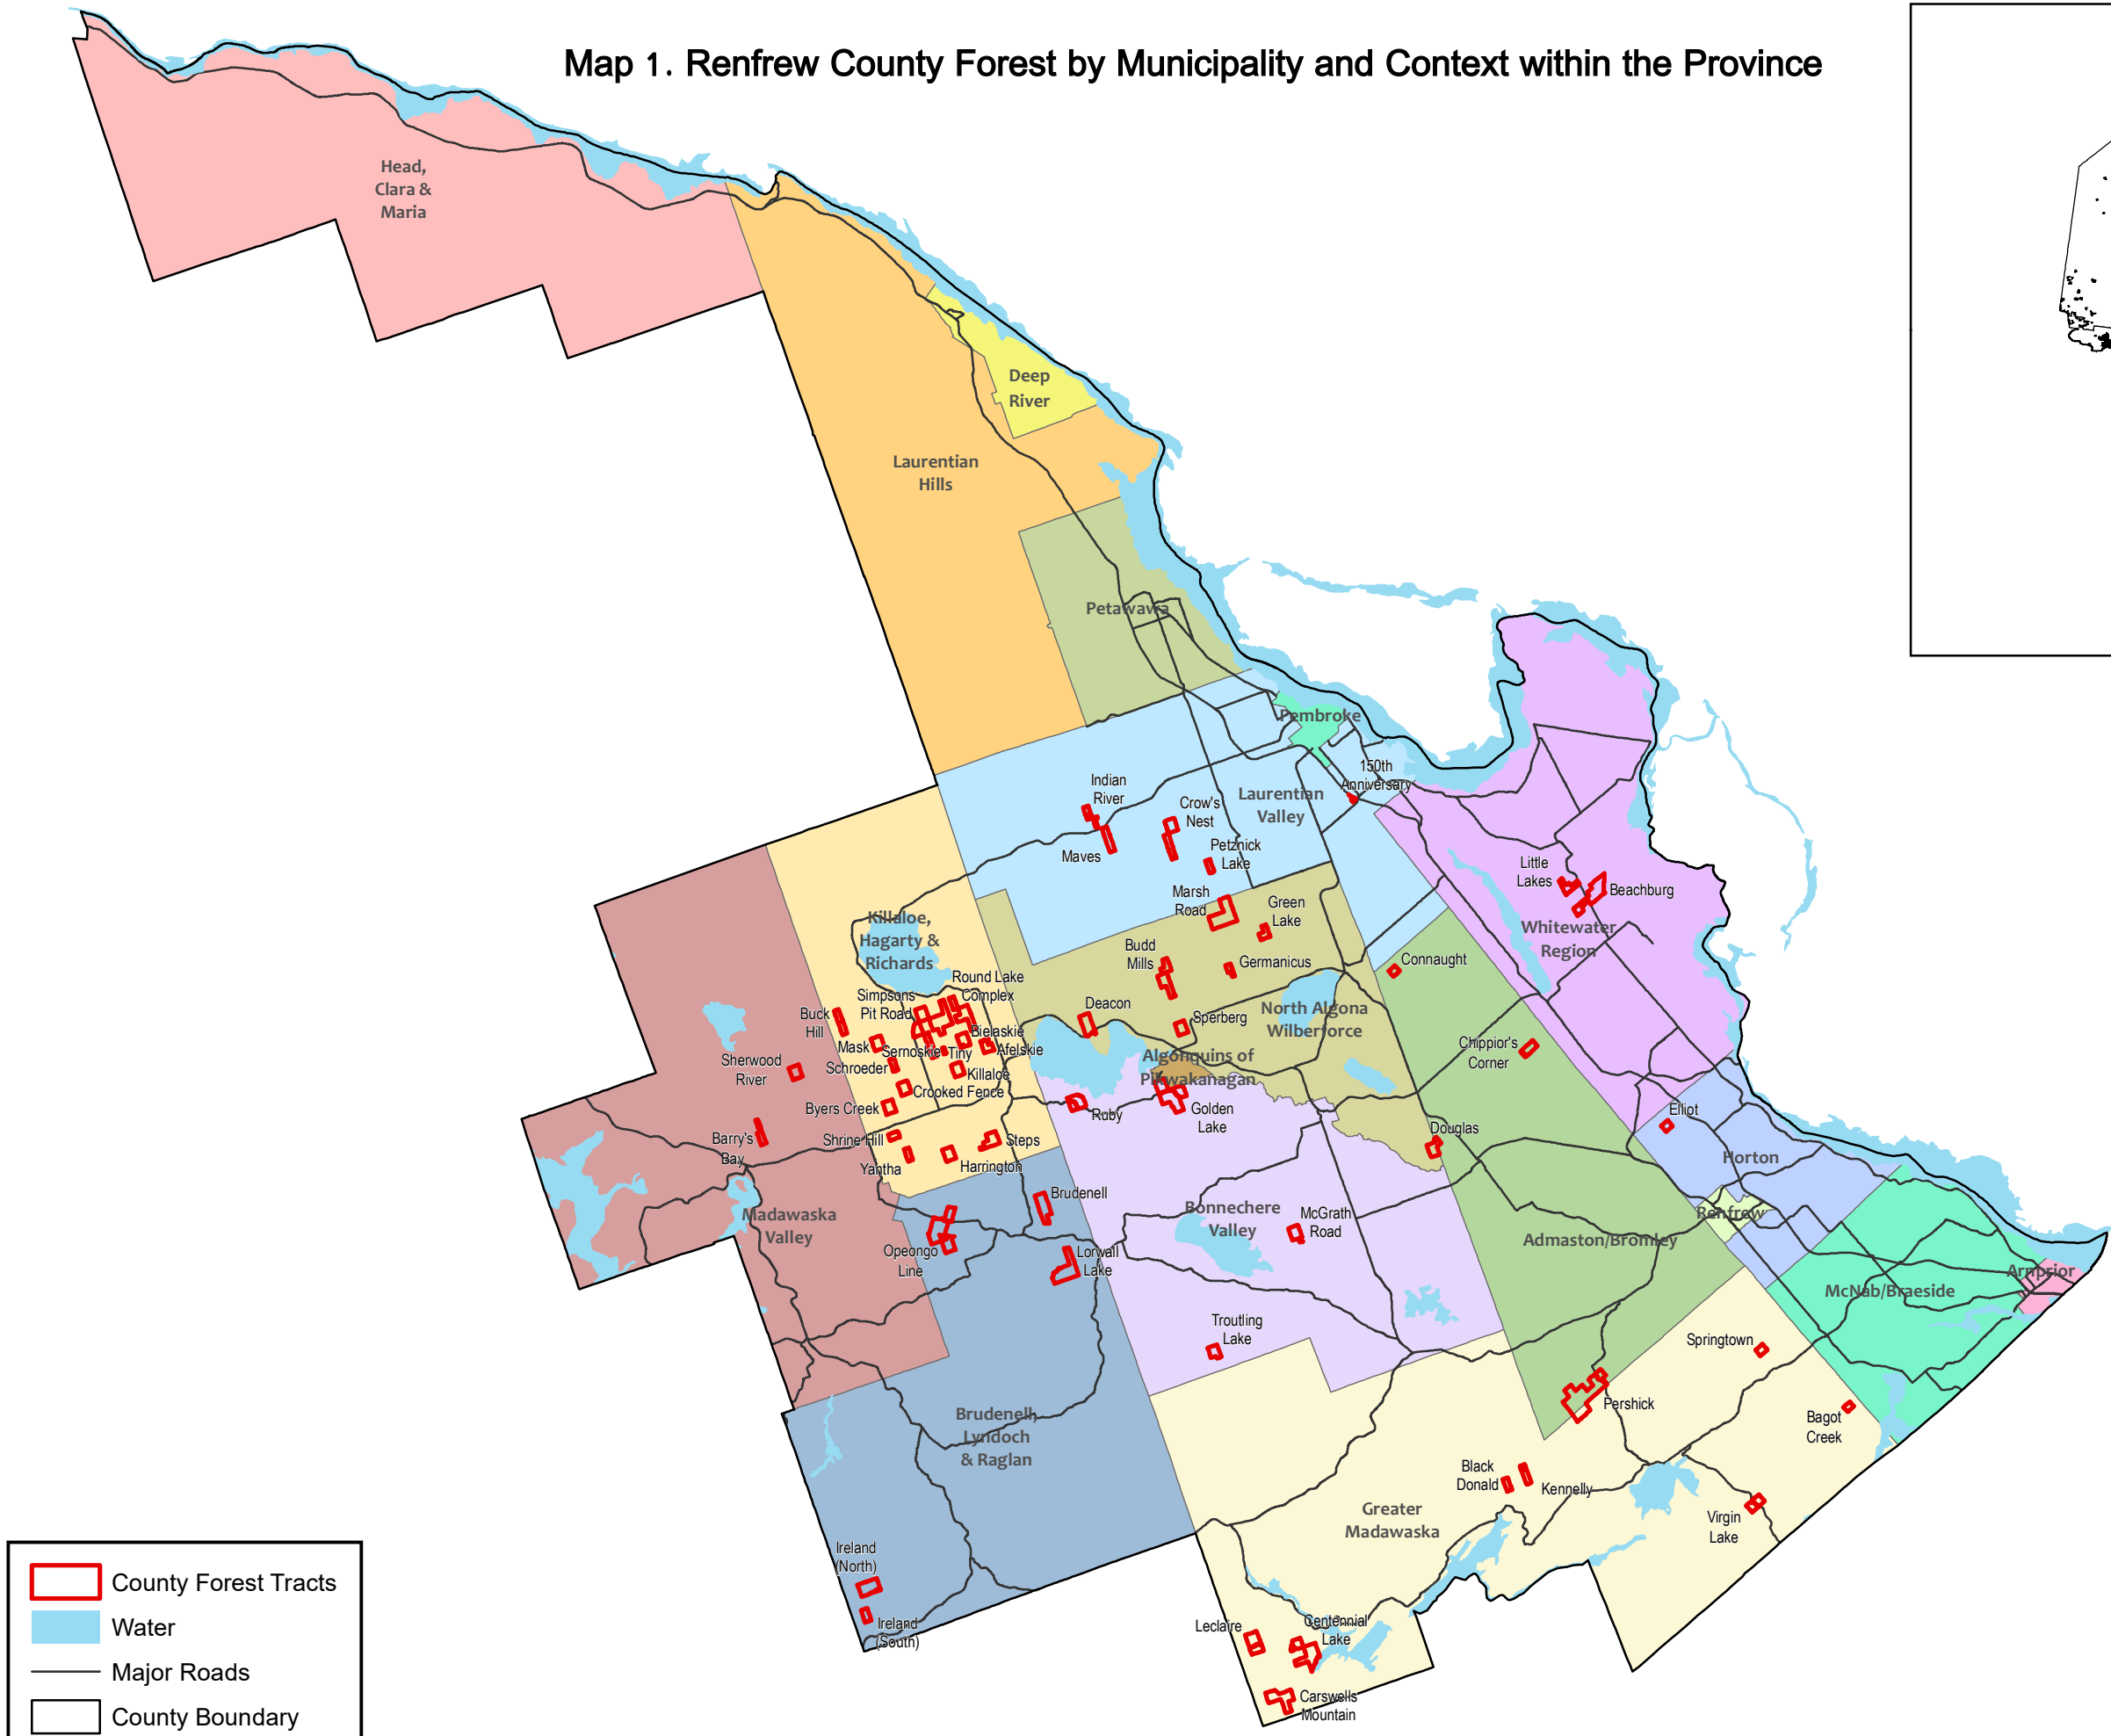 Map 1. Renfrew County Forest by Municipality and Context within the Province
Head,
Clara &
Maria
Deep
River
Laurentian
Hills
Petawawa
Pembroke
150th
Anniversary
Laurentian
Valley
Indian
River
Maves
Crow's
Nest
Petznick
Lake
Marsh
Road
Green
Lake
Little
Lakes
Beachburg
Whitewater
Region
Killaloe,
Hagarty &
Richards
Round Lake
Complex
Simpsons
Pit Road
Buck
Hill
Budd
Mills
Germanicus
Connaught
Deacon
Sperberg
North Algona
Wilberforce
Mask
Sernoskie
Tiny
Bielaskie
Afelskie
Schroeder
Killaloe
Crooked Fence
Byers Creek
Sherwood
River
Algonquins of
Pikwakanagan
Chippior's
Corner
Ruby
Golden
Lake
Elliot
Barry's
Bay
Shrine Hill
Yantha
Harrington
Steps
Douglas
Horton
Brudenell
Madawaska
Valley
Opeongo
Line
Lorwall
Lake
Bonnechere
Valley
McGrath
Road
Admaston/Bromley
Renfrew
Arnprior
McNab/Braeside
Troutling
Lake
Springtown
Pershick
Bagot
Creek
Brudenell,
Lyndoch
& Raglan
Black
Donald
Kennelly
Greater
Madawaska
Virgin
Lake
Ireland
(North)
Ireland
(South)
Leclaire
Centennial
Lake
Carswells
Mountain
County Forest Tracts
Water
Major Roads
County Boundary